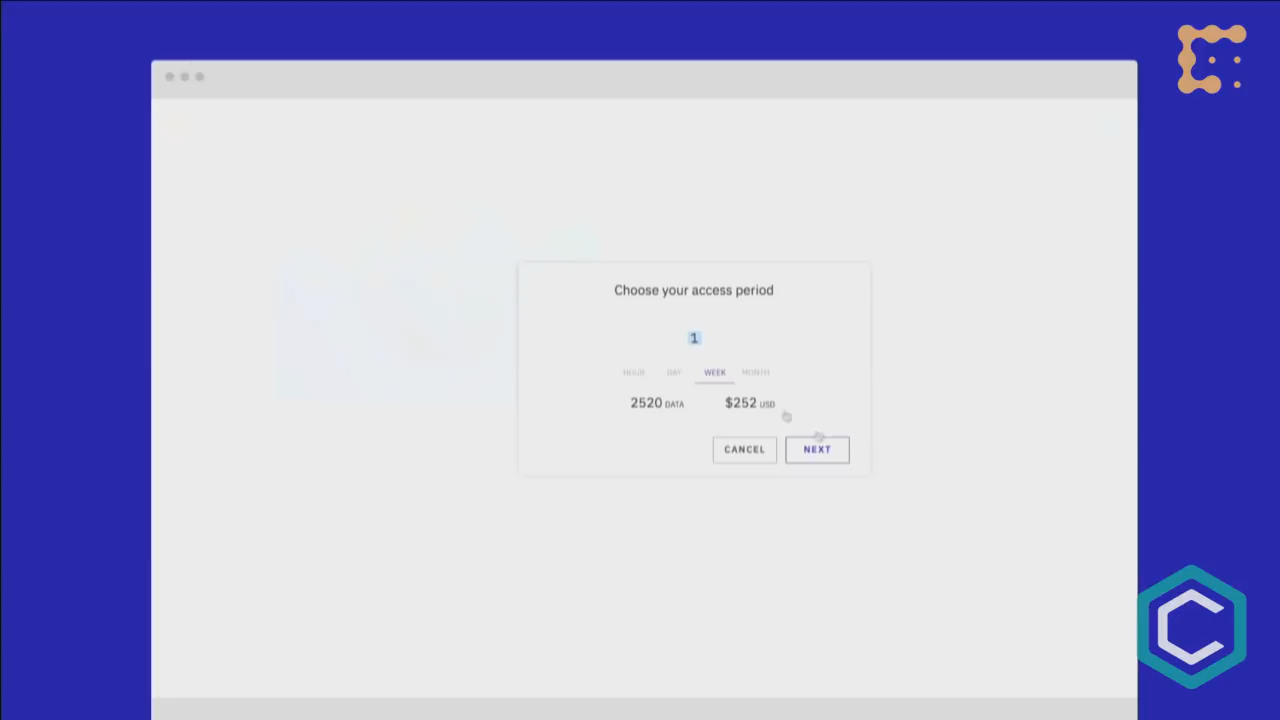 Choose your access period
1
HOUR DAY WEEK MONTH
2520 DATA $252 USD
CANCEL NEXT